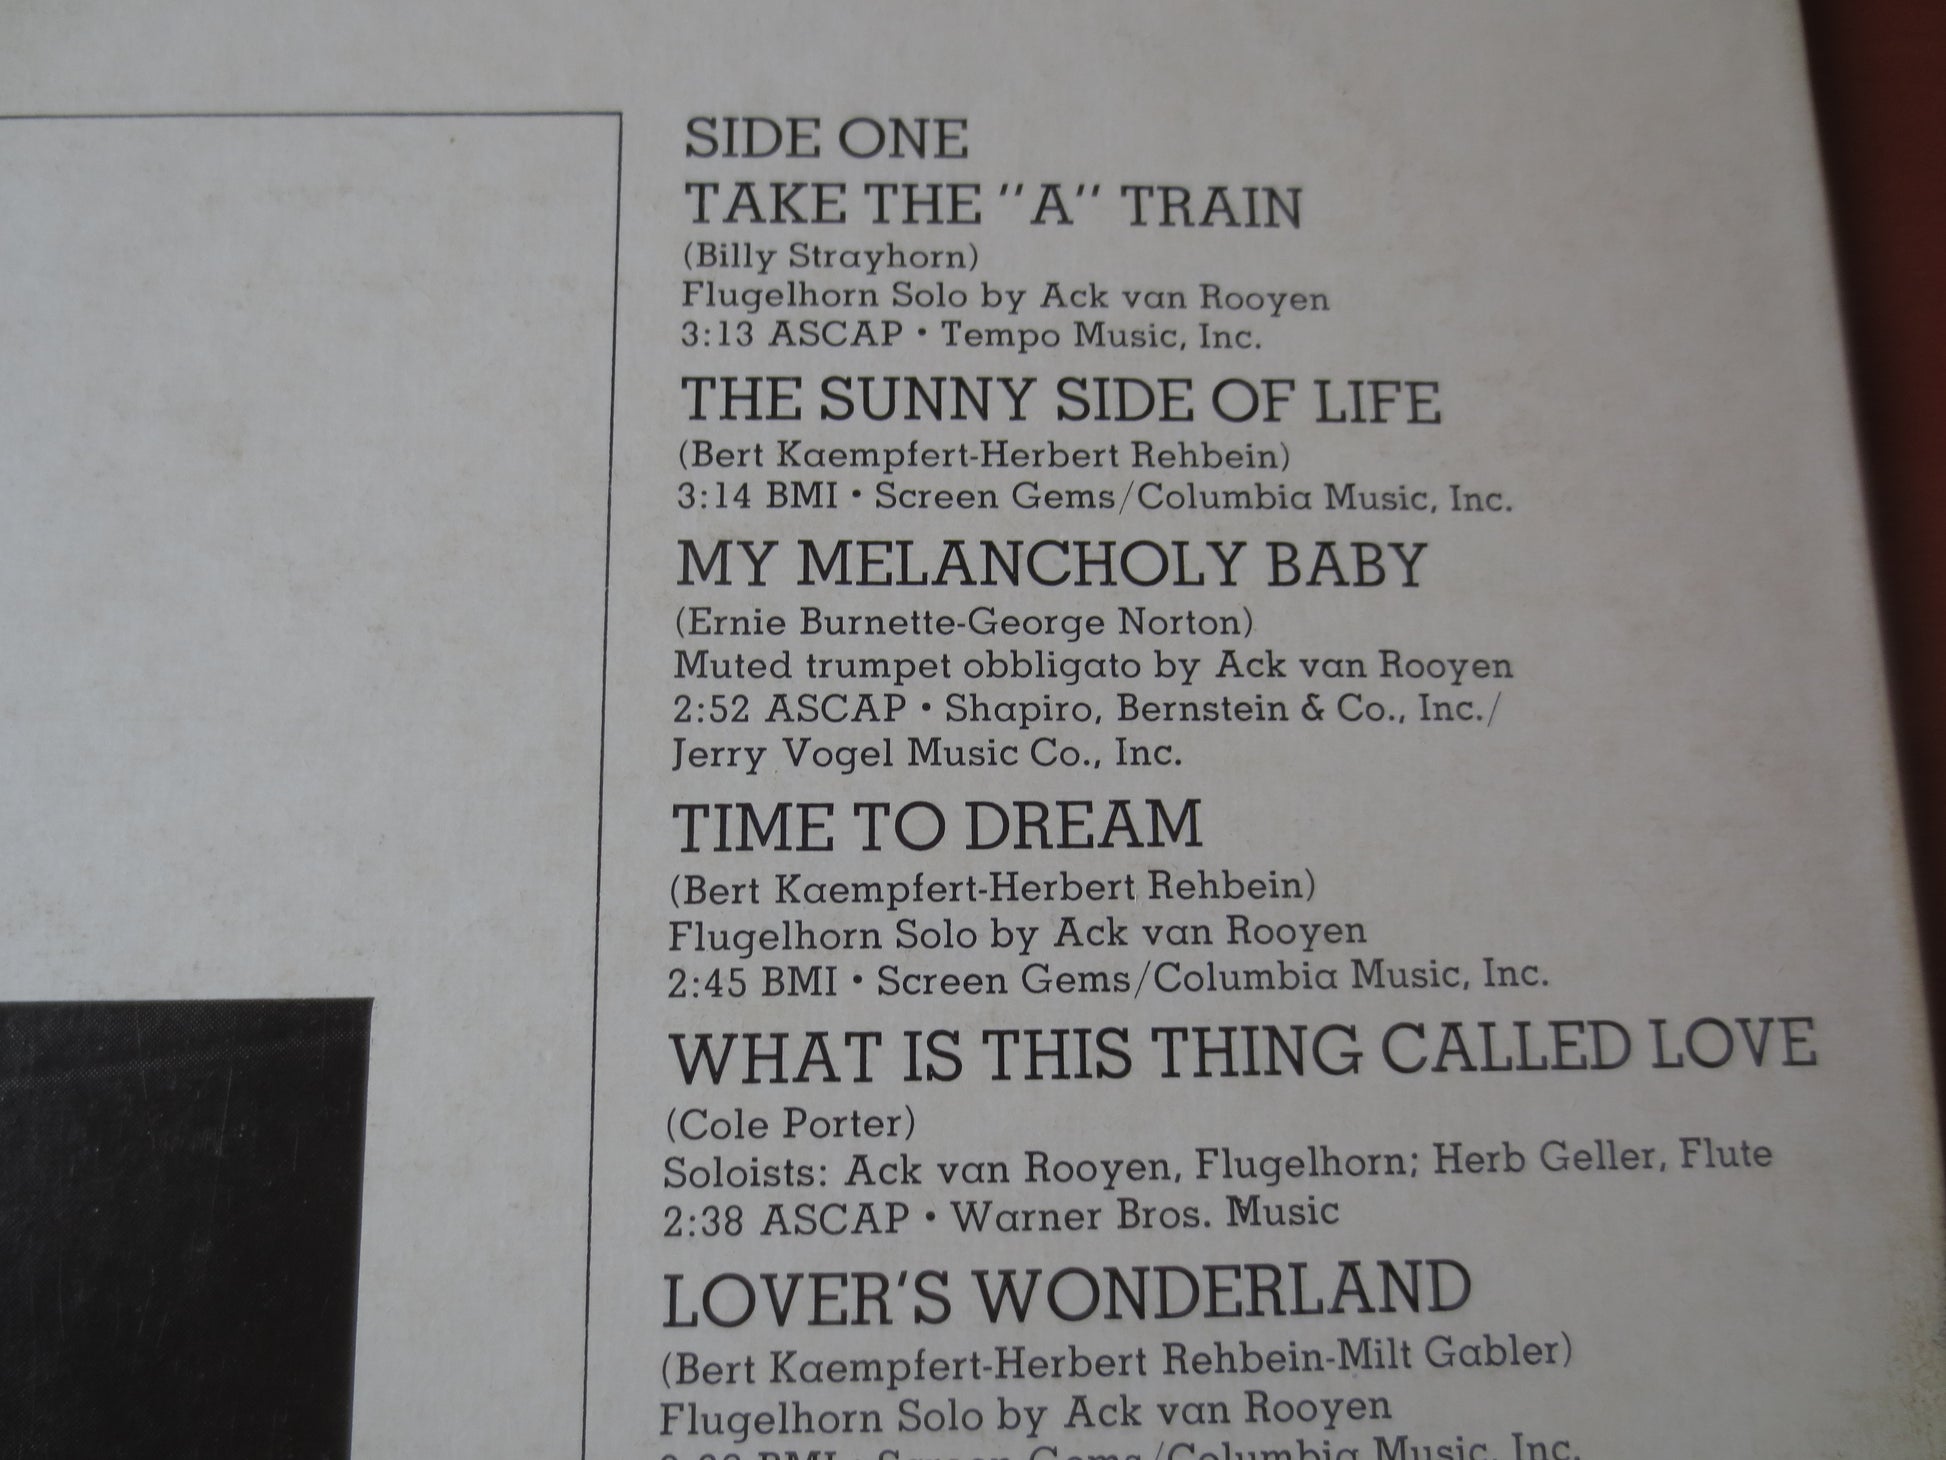 SIDE ONE
TAKE THE "A" TRAIN
(Billy Strayhorn)
Flugelhorn Solo by Ack van Rooyen
3:13 ASCAP • Tempo Music, Inc.
THE SUNNY SIDE OF LIFE
(Bert Kaempfert-Herbert Rehbein)
3:14 BMI • Screen Gems/Columbia Music, Inc.
MY MELANCHOLY BABY
(Ernie Burnette-George Norton)
Muted trumpet obbligato by Ack van Rooyen
2:52 ASCAP • Shapiro, Bernstein & Co., Inc./
Jerry Vogel Music Co., Inc.
TIME TO DREAM
(Bert Kaempfert-Herbert Rehbein)
Flugelhorn Solo by Ack van Rooyen
2:45 BMI • Screen Gems/Columbia Music, Inc.
WHAT IS THIS THING CALLED LOVE
(Cole Porter)
Soloists: Ack van Rooyen, Flugelhorn; Herb Geller, Flute
2:38 ASCAP • Warner Bros. Music
LOVER'S WONDERLAND
(Bert Kaempfert-Herbert Rehbein-Milt Gabler)
Flugelhorn Solo by Ack van Rooyen
BMI • Screen Gems/Columbia Music, Inc.